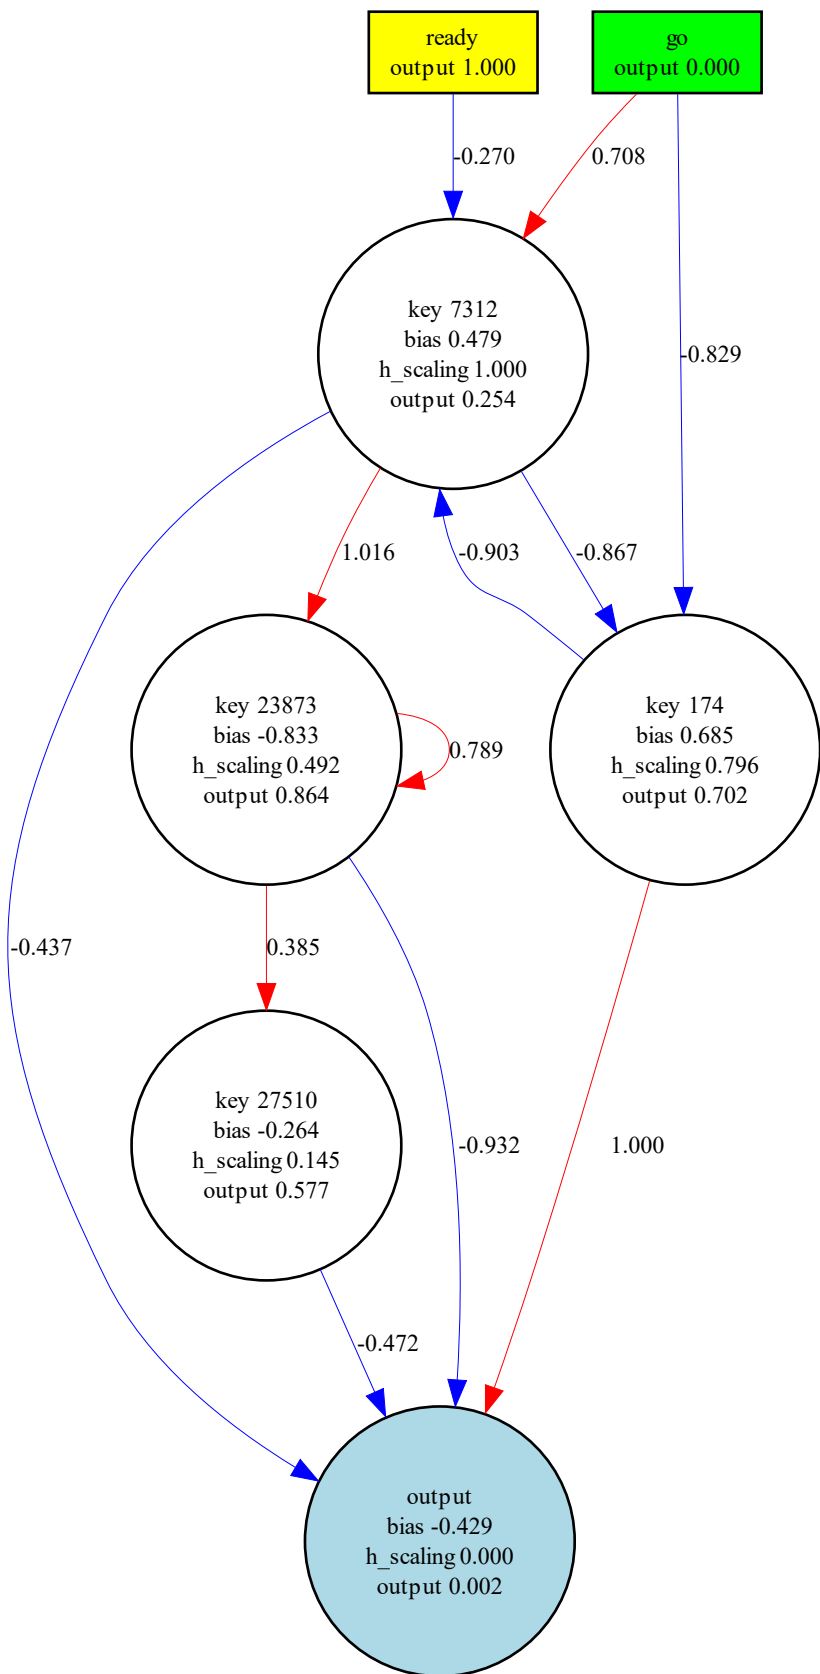 ready
output 1.000
go
output 0.000
-0.270
0.708
key 7312
bias 0.479
h_scaling 1.000
output 0.254
-0.829
1.016
-0.903
-0.867
key 23873
bias -0.833
h_scaling 0.492
output 0.864
0.789
key 174
bias 0.685
h_scaling 0.796
output 0.702
-0.437
0.385
key 27510
bias -0.264
h_scaling 0.145
output 0.577
-0.932
1.000
-0.472
output
bias -0.429
h_scaling 0.000
output 0.002